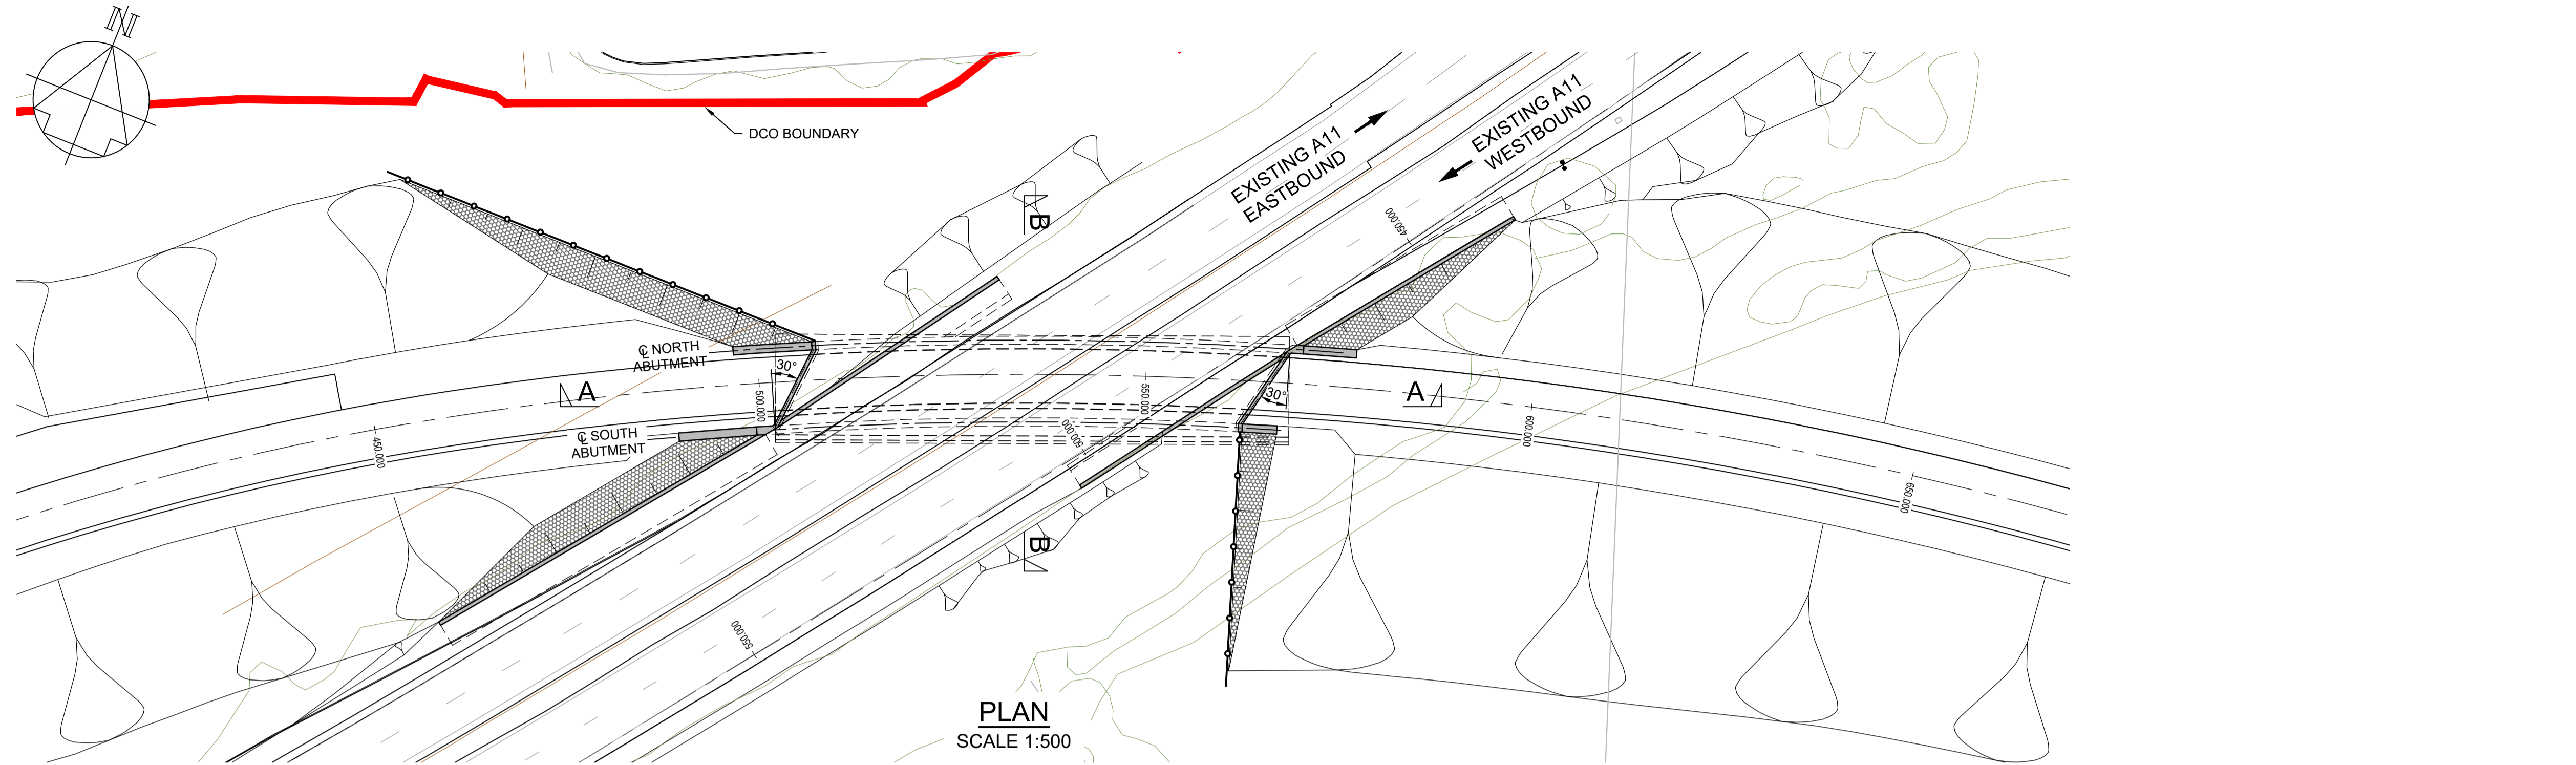 N
DCO BOUNDARY
EXISTING A11
EASTBOUND
EXISTING A11
WESTBOUND
B
450.000
℄ NORTH
ABUTMENT
30°
A
500.000
550.000
30°
A
600.000
℄ SOUTH
ABUTMENT
450.000
500.000
650.000
B
550.000
PLAN
SCALE 1:500